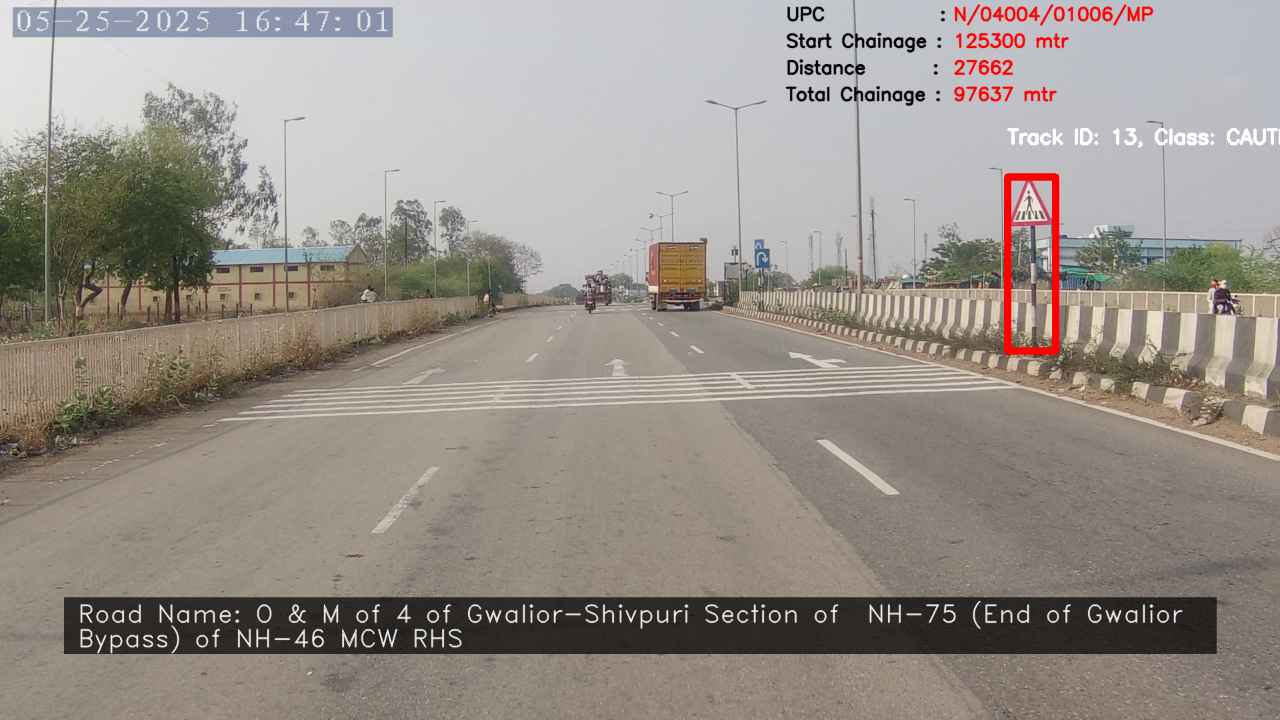 05-25-2025 16:47:01
UPC : N/04004/01006/MP
Start Chainage : 125300 mtr
Distance : 27662
Total Chainage : 97637 mtr
Track ID: 13, Class: CAUTI
Road Name: O & M of 4 of Gwalior-Shivpuri Section of NH-75 (End of Gwalior
Bypass) of NH-46 MCW RHS